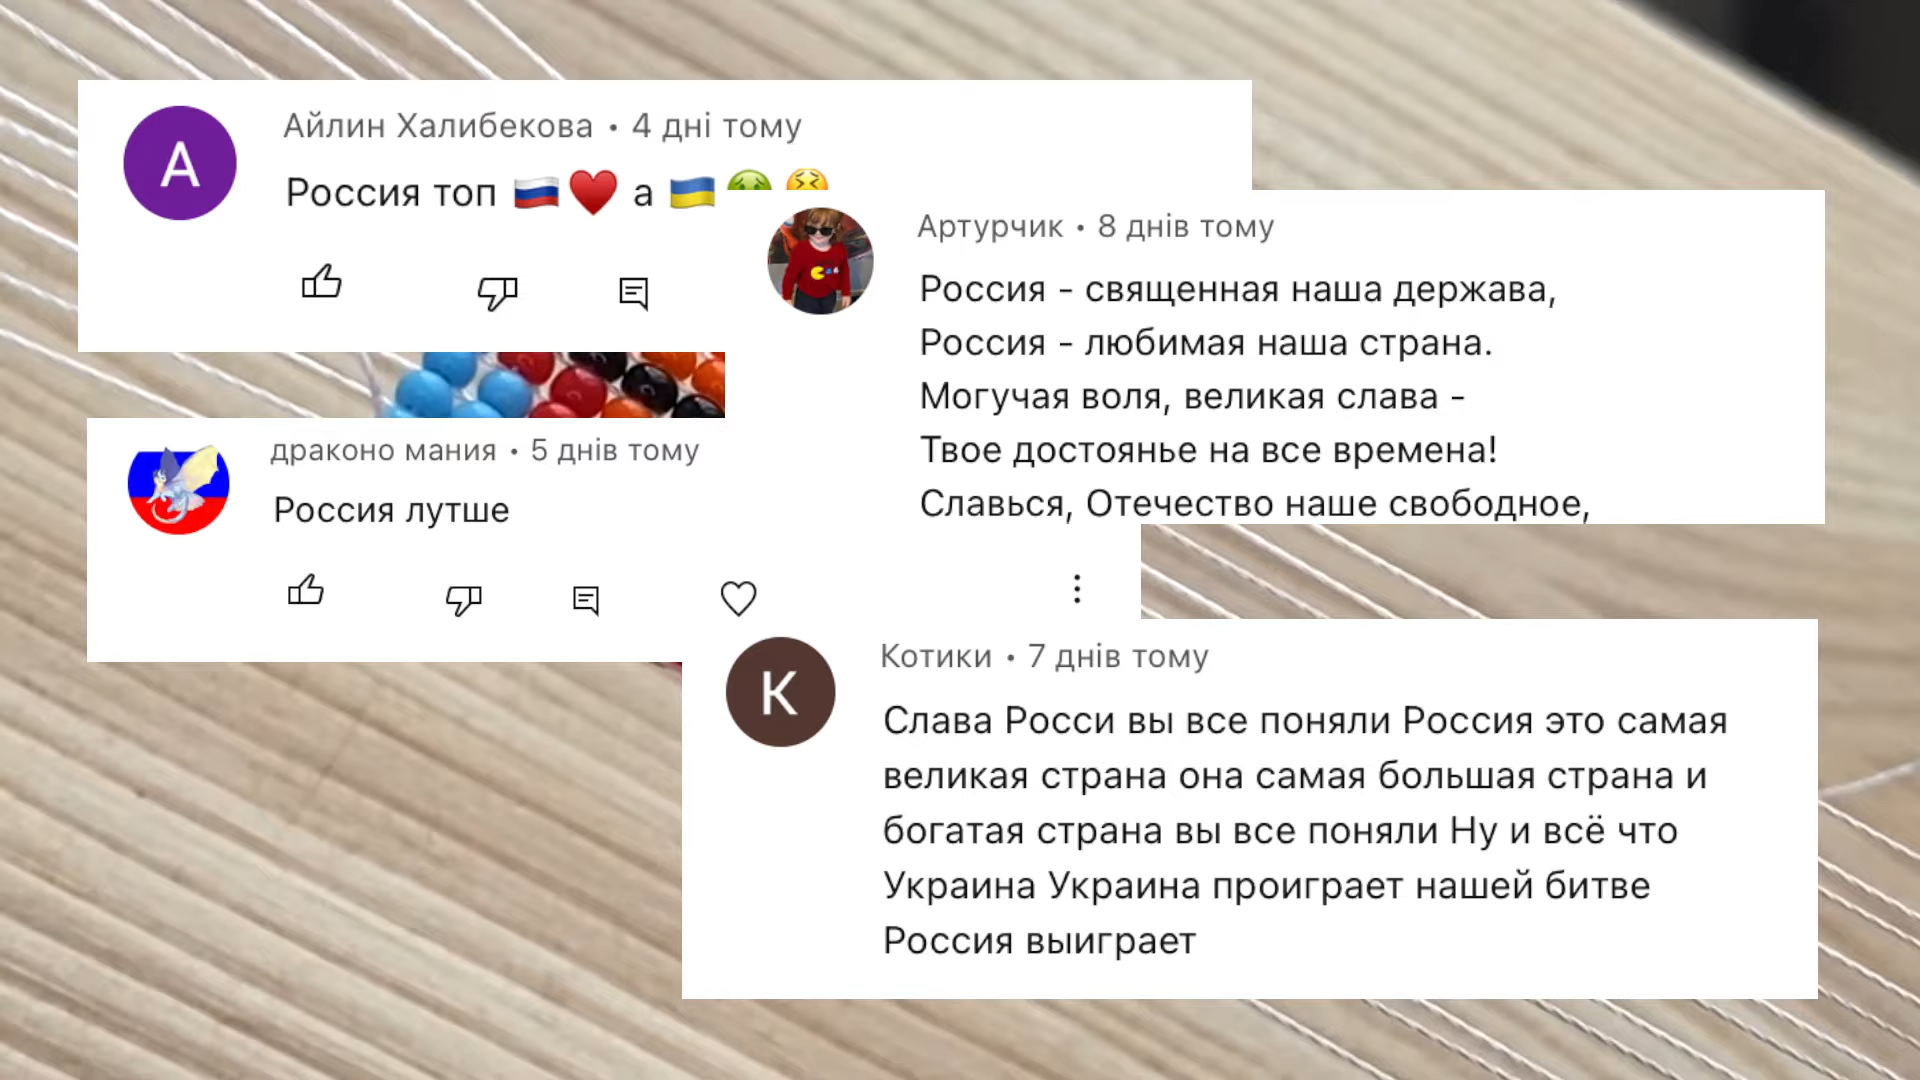 А
Айлин Халибекова • 4 дні тому
Россия топ 🇷🇺❤️ а 🇺🇦🤢😣
Артурчик • 8 днів тому
Россия - священная наша держава,
Россия - любимая наша страна.
Могучая воля, великая слава -
Твое достоянье на все времена!
Славься, Отечество наше свободное,
драконо мания • 5 днів тому
Россия лутше
К
Котики • 7 днів тому
Слава Росси вы все поняли Россия это самая
великая страна она самая большая страна и
богатая страна вы все поняли Ну и всё что
Украина Украина проиграет нашей битве
Россия выиграет